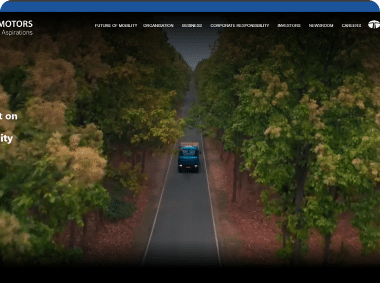 MOTORS
Aspirations
FUTURE OF MOBILITY ORGANISATION BUSINESS CORPORATE RESPONSIBILITY INVESTORS NEWSROOM CAREERS
t on
ity